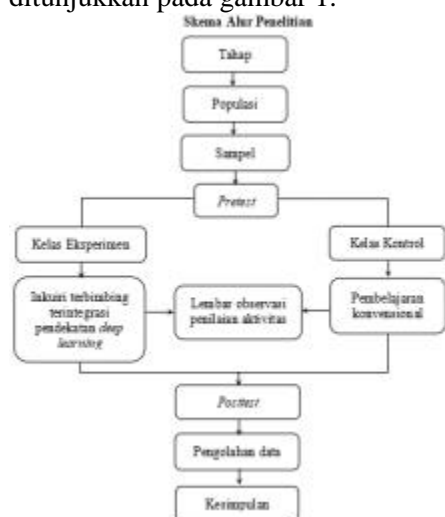 ditunjukkan pada gambar 1.
Skema Alur Penelitian
Tahap
Populasi
Sampel
Pretest
Kelas Eksperimen
Kelas Kontrol
Inkuiri terbimbing
terintegrasi
pendekatan deep
learning
Lembar observasi
penilaian aktivitas
Pembelajaran
konvensional
Posttest
Pengolahan data
Kesimpulan